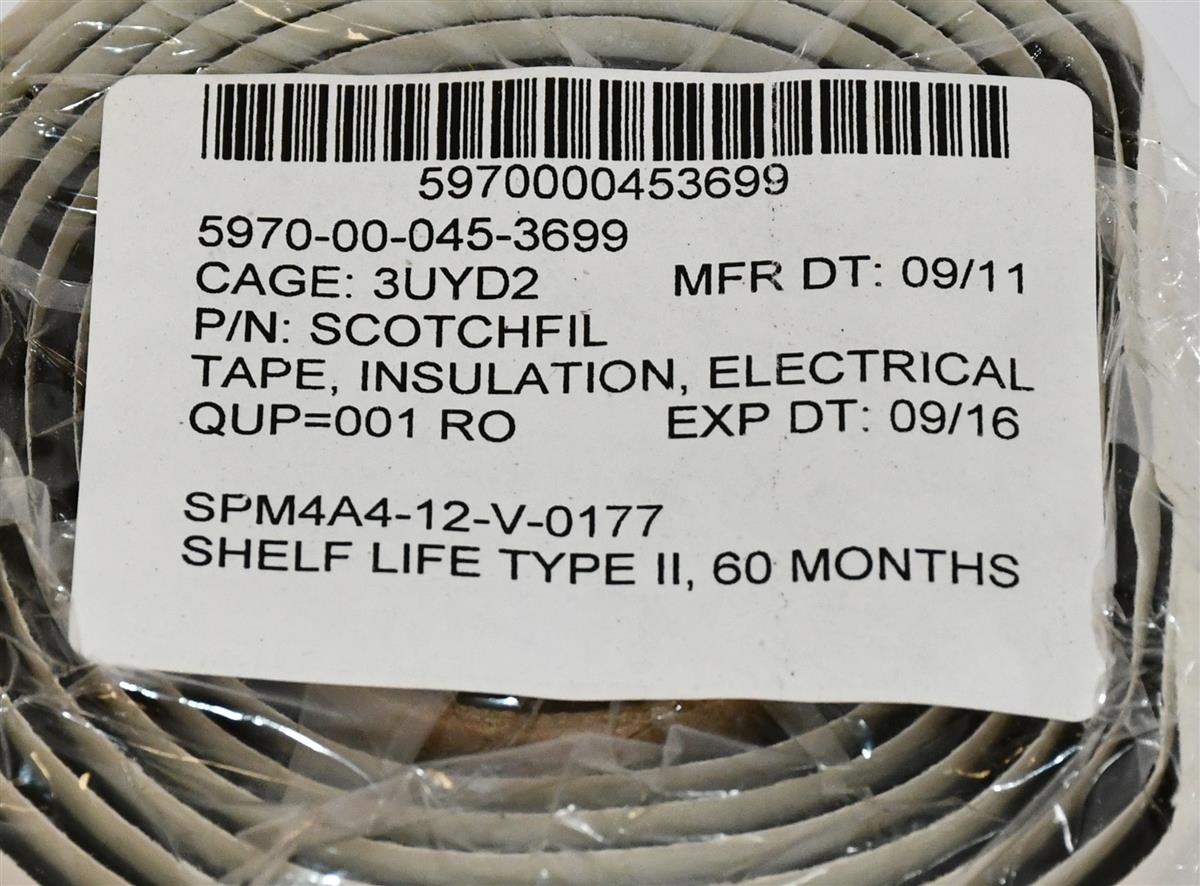 5970000453699
5970-00-045-3699
CAGE: 3UYD2 MFR DT: 09/11
P/N: SCOTCHFIL
TAPE, INSULATION, ELECTRICAL
QUP=001 RO EXP DT: 09/16
SPM4A4-12-V-0177
SHELF LIFE TYPE II, 60 MONTHS